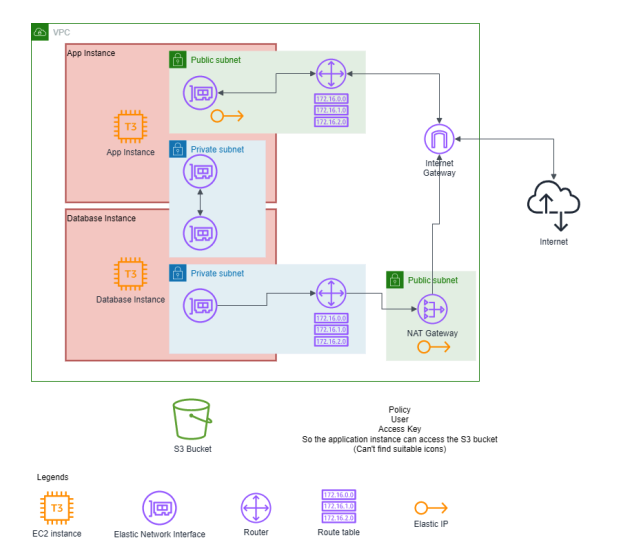 VPC
App Instance
Public subnet
172.16.0.0
172.16.1.0
172.16.2.0
T3
App Instance
Private subnet
Internet
Gateway
Internet
Database Instance
T3
Database Instance
Private subnet
172.16.0.0
172.16.1.0
172.16.2.0
Public subnet
NAT Gateway
S3 Bucket
Policy
User
Access Key
So the application instance can access the S3 bucket
(Can't find suitable icons)
Legends
T3
EC2 instance
Elastic Network Interface
Router
172.16.0.0
172.16.1.0
172.16.2.0
Route table
Elastic IP